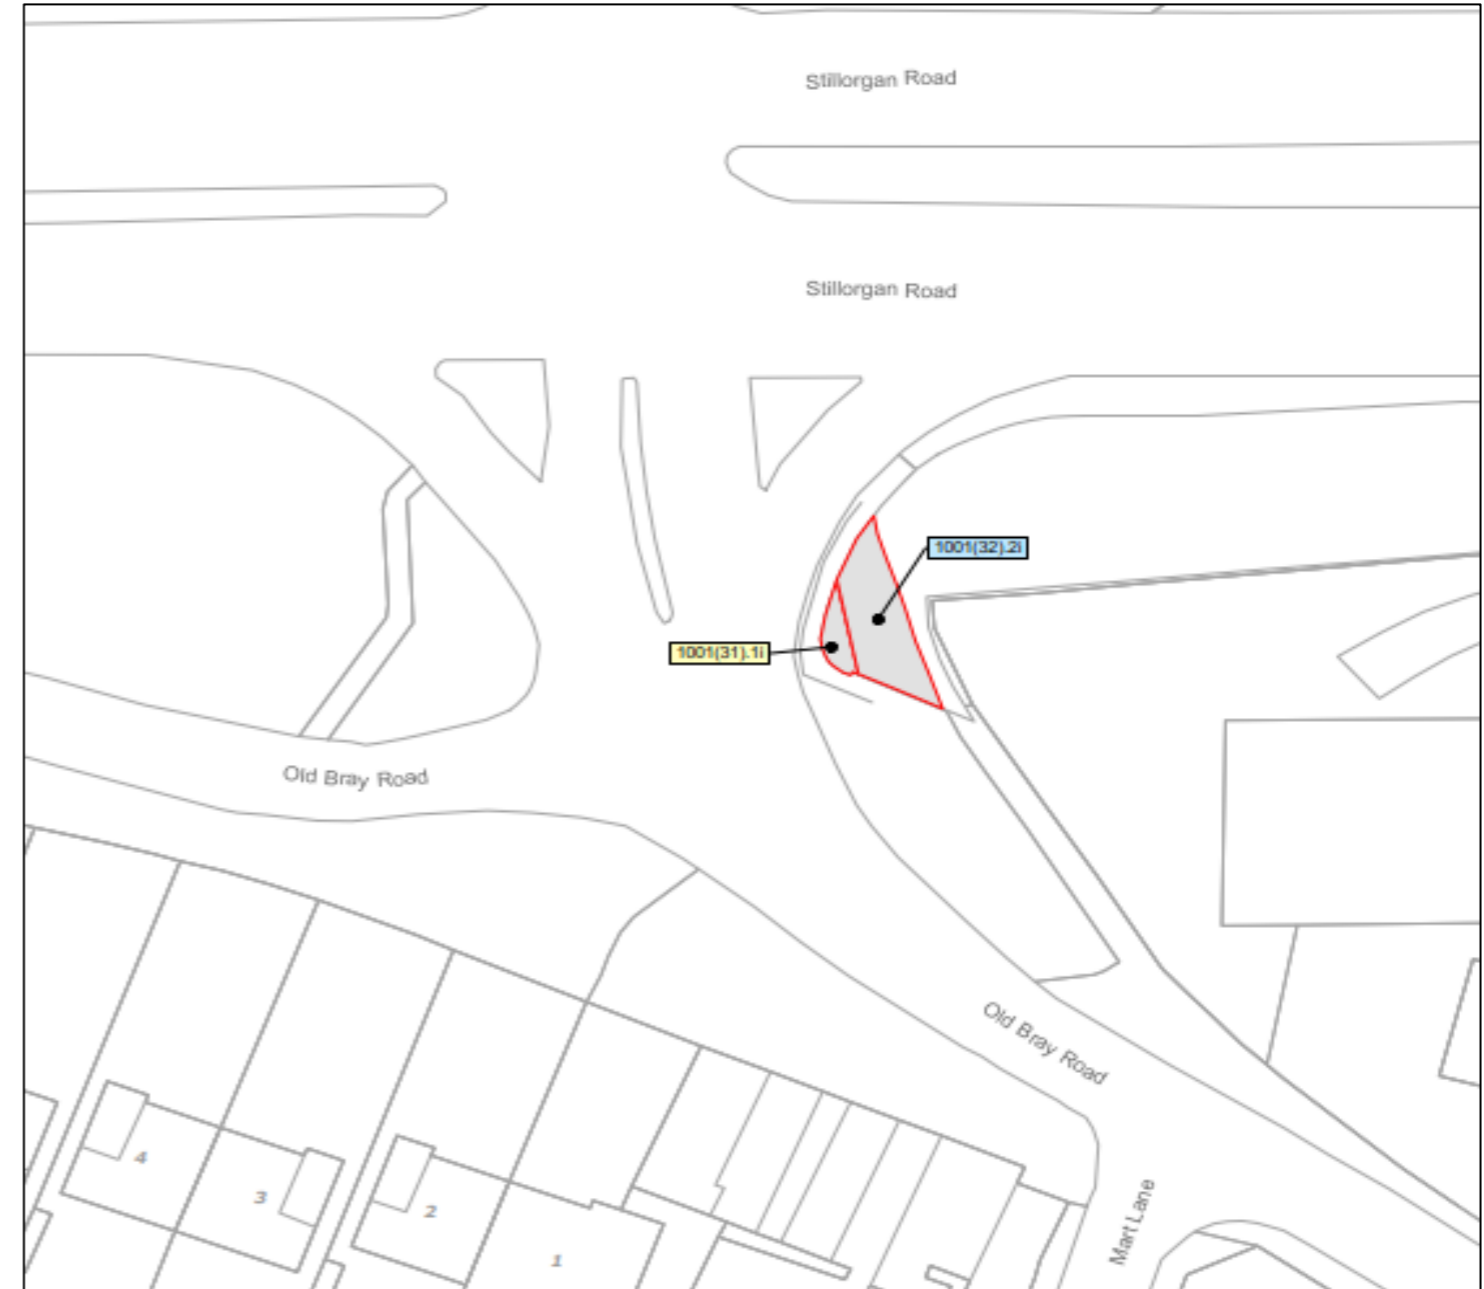 Stillorgan Road
Stillorgan Road
1001(32).2i
1001(31).1i
Old Bray Road
Old Bray Road
4
3
2
1
Mart Lane